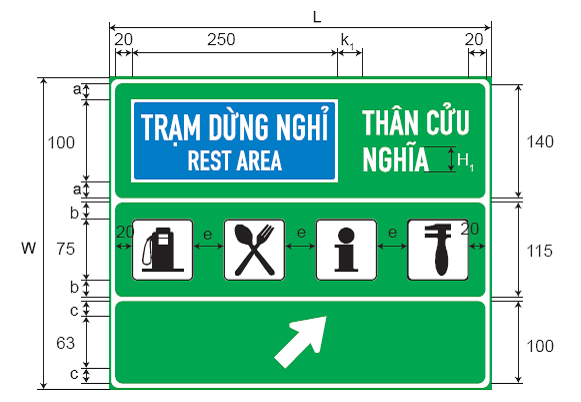 L
20 250 k₁ 20
a
100 TRẠM DỪNG NGHỈ THÂN CỬU 140
REST AREA NGHĨA H₁
a
b
W 75 20 e e e 20 115
b
c
63 100
c